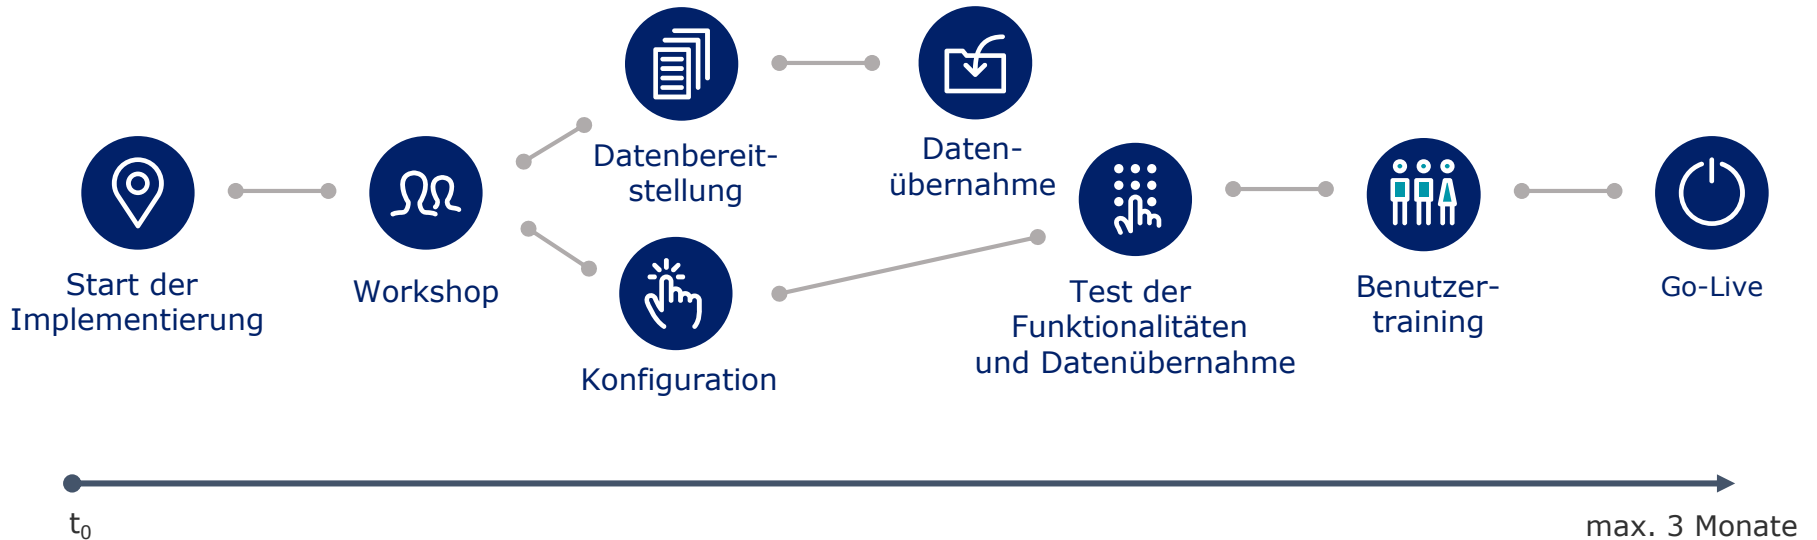 Start der
Implementierung
Workshop
Datenbereit-
stellung
Daten-
übernahme
Konfiguration
Test der
Funktionalitäten
und Datenübernahme
Benutzer-
training
Go-Live
t₀
max. 3 Monate